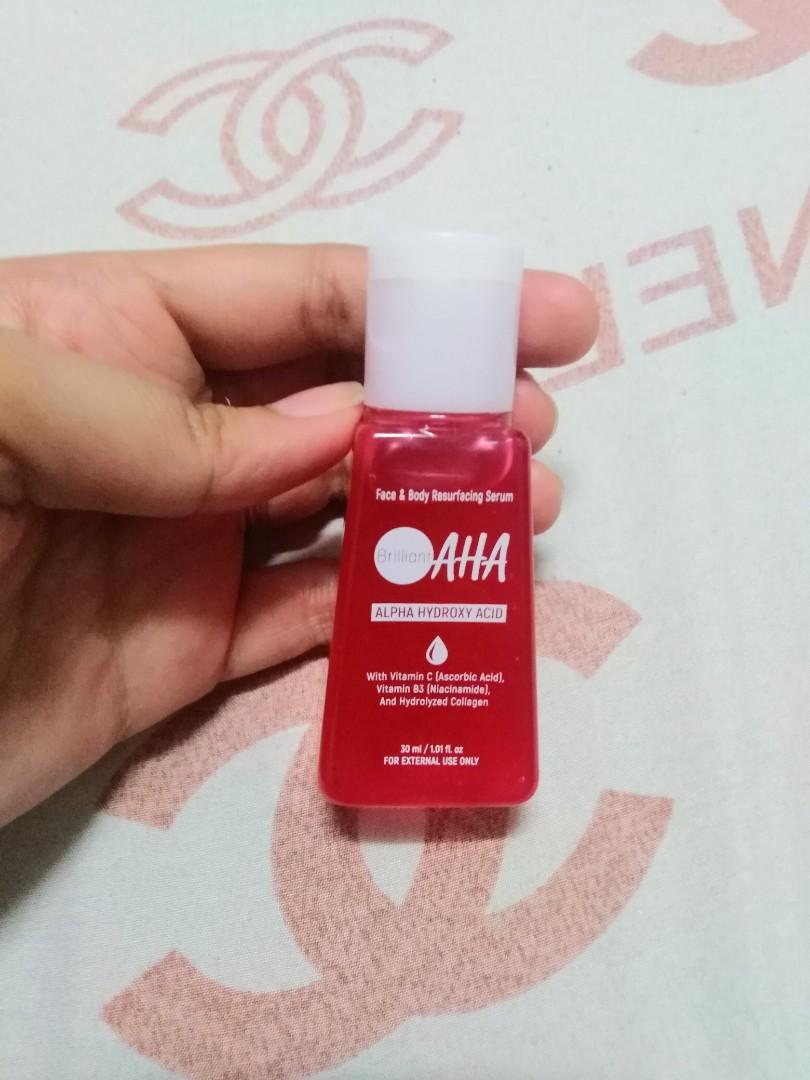 Face & Body Resurfacing Serum
Brilliant AHA
ALPHA HYDROXY ACID
With Vitamin C (Ascorbic Acid),
Vitamin B3 (Niacinamide),
And Hydrolyzed Collagen
30 ml / 1.01 fl. oz
FOR EXTERNAL USE ONLY
NEL